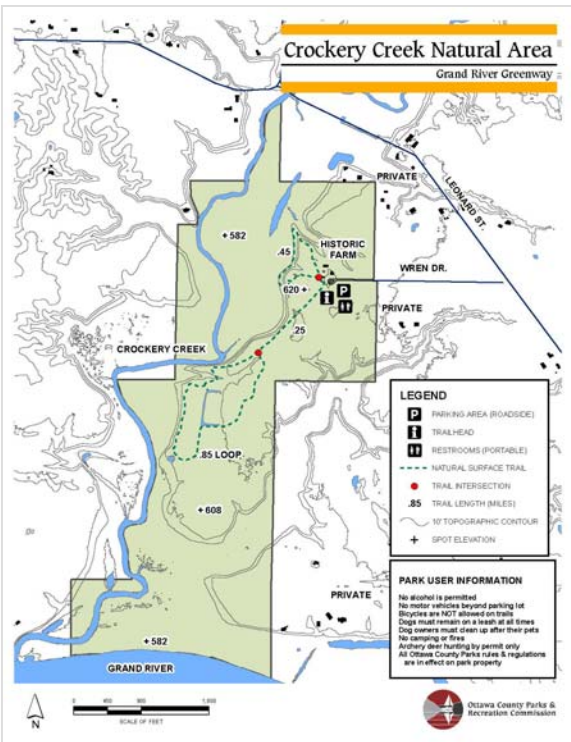 Crockery Creek Natural Area
Grand River Greenway
PRIVATE
LEONARD ST.
+ 582
HISTORIC
FARM
.45
WREN DR.
620 +
P
PRIVATE
.25
CROCKERY CREEK
.85 LOOP
+ 608
PRIVATE
+ 582
GRAND RIVER
LEGEND
P PARKING AREA (ROADSIDE)
TRAILHEAD
RESTROOMS (PORTABLE)
NATURAL SURFACE TRAIL
TRAIL INTERSECTION
.85 TRAIL LENGTH (MILES)
10' TOPOGRAPHIC CONTOUR
+ SPOT ELEVATION
PARK USER INFORMATION
No alcohol is permitted
No motor vehicles beyond parking lot
Bicycles are NOT allowed on trails
Dogs must remain on a leash at all times
Dog owners must clean up after their pets
No camping or fires
Archery deer hunting by permit only
All Ottawa County Parks rules & regulations
are in effect on park property
N
0
SCALE OF FEET
Ottawa County Parks &
Recreation Commission